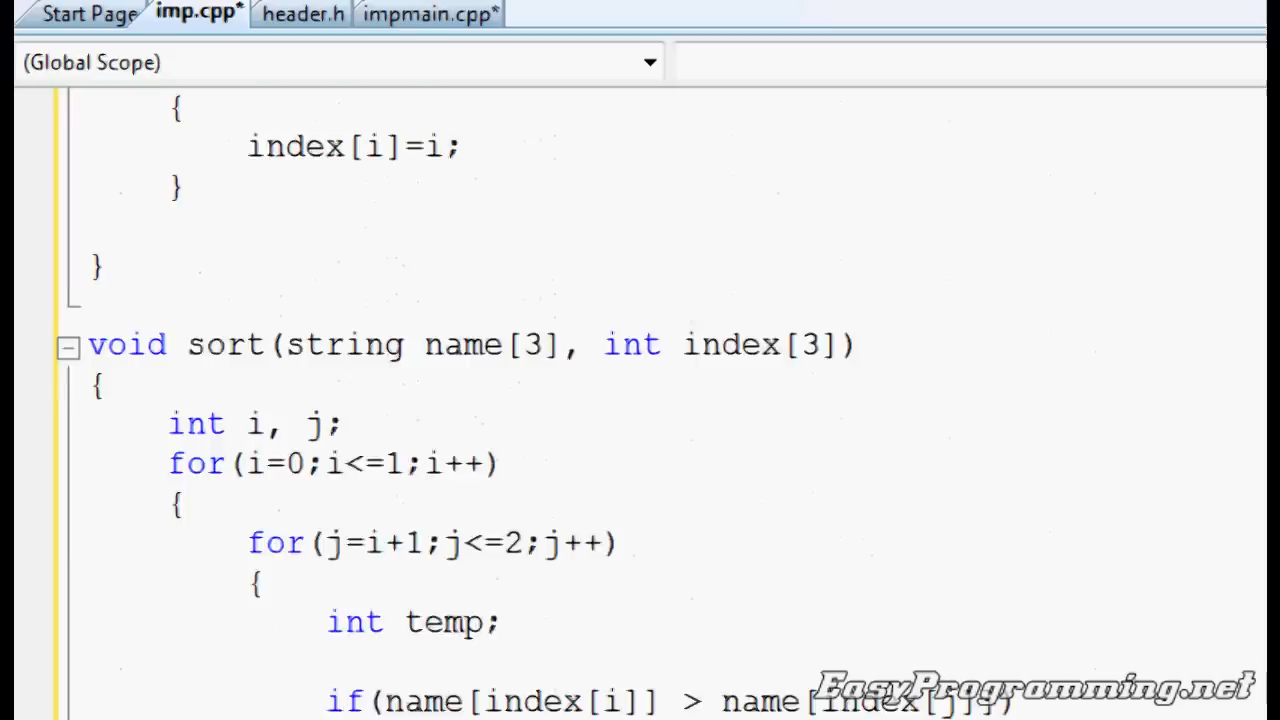 Start Page imp.cpp* header.h impmain.cpp*
(Global Scope)
{
index[i]=i;
}
}
void sort(string name[3], int index[3])
{
int i, j;
for(i=0;i<=1;i++)
{
for(j=i+1;j<=2;j++)
{
int temp;
if(name[index[i]] > name[index[j]])
EasyProgramming.net